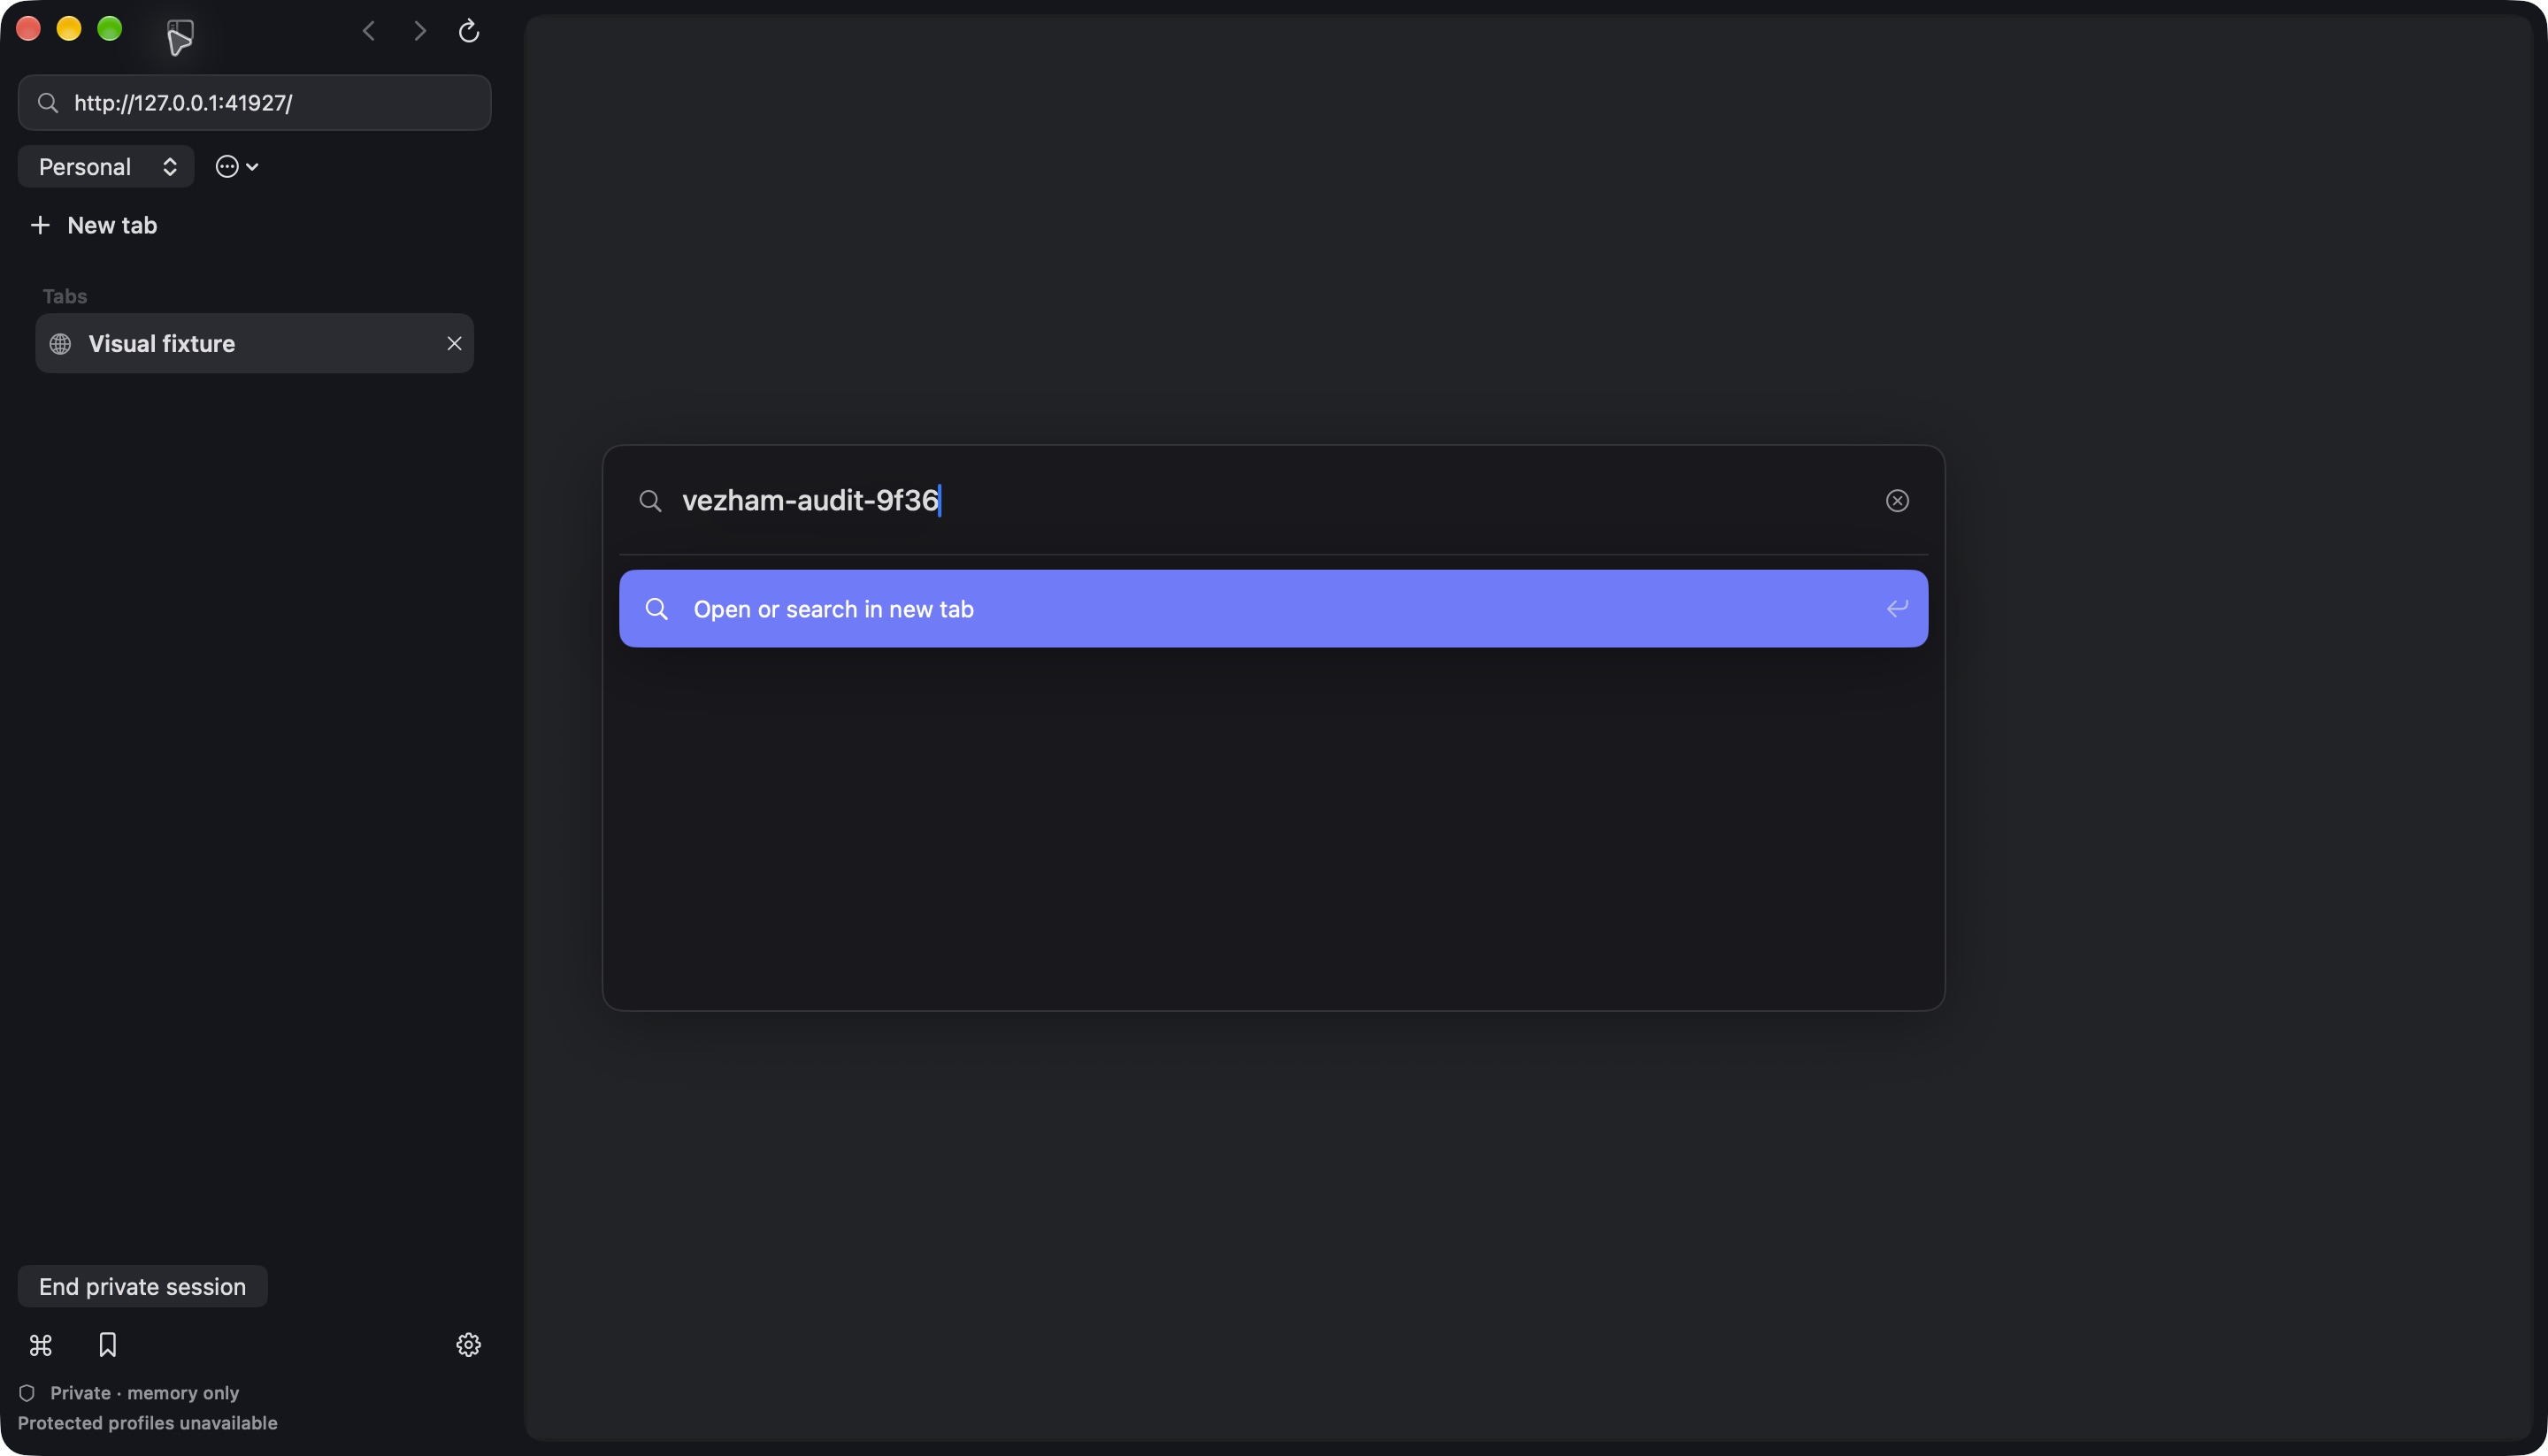 http://127.0.0.1:41927/
Personal
New tab
Tabs
Visual fixture
vezham-audit-9f36
Open or search in new tab
End private session
Private · memory only
Protected profiles unavailable